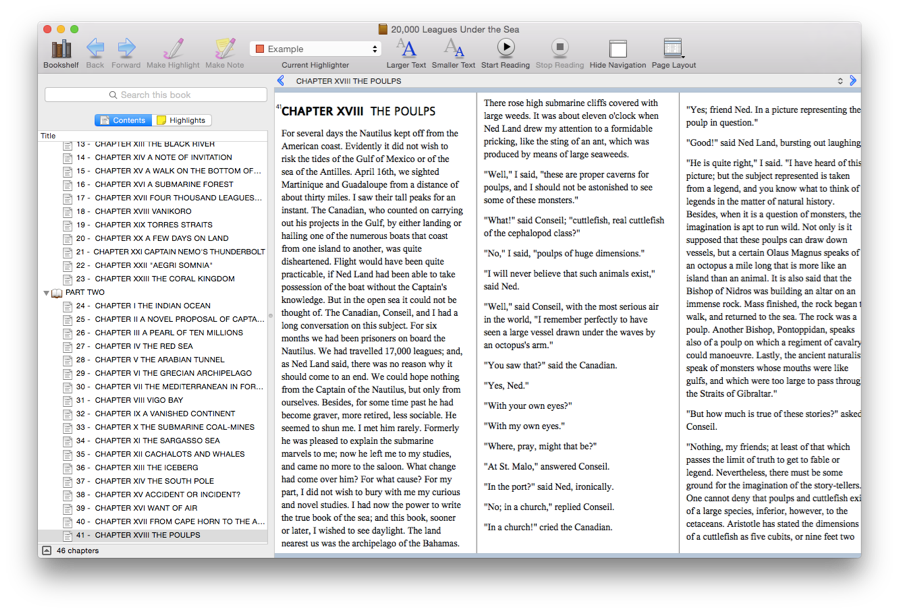 20,000 Leagues Under the Sea
Bookshelf Back Forward Make Highlight Make Note
Example
Current Highlighter
Larger Text Smaller Text Start Reading Stop Reading Hide Navigation Page Layout
CHAPTER XVIII THE POULPS
Search this book
Contents Highlights
Title
13 - CHAPTER XIII THE BLACK RIVER
14 - CHAPTER XIV A NOTE OF INVITATION
15 - CHAPTER XV A WALK ON THE BOTTOM OF...
16 - CHAPTER XVI A SUBMARINE FOREST
17 - CHAPTER XVII FOUR THOUSAND LEAGUES...
18 - CHAPTER XVIII VANIKORO
19 - CHAPTER XIX TORRES STRAITS
20 - CHAPTER XX A FEW DAYS ON LAND
21 - CHAPTER XXI CAPTAIN NEMO'S THUNDERBOLT
22 - CHAPTER XXII "AEGRI SOMNIA"
23 - CHAPTER XXIII THE CORAL KINGDOM
PART TWO
24 - CHAPTER I THE INDIAN OCEAN
25 - CHAPTER II A NOVEL PROPOSAL OF CAPTA...
26 - CHAPTER III A PEARL OF TEN MILLIONS
27 - CHAPTER IV THE RED SEA
28 - CHAPTER V THE ARABIAN TUNNEL
29 - CHAPTER VI THE GRECIAN ARCHIPELAGO
30 - CHAPTER VII THE MEDITERRANEAN IN FOR...
31 - CHAPTER VIII VIGO BAY
32 - CHAPTER IX A VANISHED CONTINENT
33 - CHAPTER X THE SUBMARINE COAL-MINES
34 - CHAPTER XI THE SARGASSO SEA
35 - CHAPTER XII CACHALOTS AND WHALES
36 - CHAPTER XIII THE ICEBERG
37 - CHAPTER XIV THE SOUTH POLE
38 - CHAPTER XV ACCIDENT OR INCIDENT?
39 - CHAPTER XVI WANT OF AIR
40 - CHAPTER XVII FROM CAPE HORN TO THE A...
41 - CHAPTER XVIII THE POULPS
46 chapters
41 CHAPTER XVIII THE POULPS
For several days the Nautilus kept off from the
American coast. Evidently it did not wish to
risk the tides of the Gulf of Mexico or of the
sea of the Antilles. April 16th, we sighted
Martinique and Guadaloupe from a distance of
about thirty miles. I saw their tall peaks for an
instant. The Canadian, who counted on carrying
out his projects in the Gulf, by either landing or
hailing one of the numerous boats that coast
from one island to another, was quite
disheartened. Flight would have been quite
practicable, if Ned Land had been able to take
possession of the boat without the Captain's
knowledge. But in the open sea it could not be
thought of. The Canadian, Conseil, and I had a
long conversation on this subject. For six
months we had been prisoners on board the
Nautilus. We had travelled 17,000 leagues; and,
as Ned Land said, there was no reason why it
should come to an end. We could hope nothing
from the Captain of the Nautilus, but only from
ourselves. Besides, for some time past he had
become graver, more retired, less sociable. He
seemed to shun me. I met him rarely. Formerly
he was pleased to explain the submarine
marvels to me; now he left me to my studies,
and came no more to the saloon. What change
had come over him? For what cause? For my
part, I did not wish to bury with me my curious
and novel studies. I had now the power to write
the true book of the sea; and this book, sooner
or later, I wished to see daylight. The land
nearest us was the archipelago of the Bahamas.
There rose high submarine cliffs covered with
large weeds. It was about eleven o'clock when
Ned Land drew my attention to a formidable
pricking, like the sting of an ant, which was
produced by means of large seaweeds.
"Well," I said, "these are proper caverns for
poulps, and I should not be astonished to see
some of these monsters."
"What!" said Conseil; "cuttlefish, real cuttlefish
of the cephalopod class?"
"No," I said, "poulps of huge dimensions."
"I will never believe that such animals exist,"
said Ned.
"Well," said Conseil, with the most serious air
in the world, "I remember perfectly to have
seen a large vessel drawn under the waves by
an octopus's arm."
"You saw that?" said the Canadian.
"Yes, Ned."
"With your own eyes?"
"With my own eyes."
"Where, pray, might that be?"
"At St. Malo," answered Conseil.
"In the port?" said Ned, ironically.
"No; in a church," replied Conseil.
"In a church!" cried the Canadian.
"Yes; friend Ned. In a picture representing the
poulp in question."
"Good!" said Ned Land, bursting out laughing
"He is quite right," I said. "I have heard of this
picture; but the subject represented is taken
from a legend, and you know what to think of
legends in the matter of natural history.
Besides, when it is a question of monsters, the
imagination is apt to run wild. Not only is it
supposed that these poulps can draw down
vessels, but a certain Olaus Magnus speaks of
an octopus a mile long that is more like an
island than an animal. It is also said that the
Bishop of Nidros was building an altar on an
immense rock. Mass finished, the rock began t
walk, and returned to the sea. The rock was a
poulp. Another Bishop, Pontoppidan, speaks
also of a poulp on which a regiment of cavalry
could manoeuvre. Lastly, the ancient naturalis
speak of monsters whose mouths were like
gulfs, and which were too large to pass throug
the Straits of Gibraltar."
"But how much is true of these stories?" asked
Conseil.
"Nothing, my friends; at least of that which
passes the limit of truth to get to fable or
legend. Nevertheless, there must be some
ground for the imagination of the story-tellers.
One cannot deny that poulps and cuttlefish exi
of a large species, inferior, however, to the
cetaceans. Aristotle has stated the dimensions
of a cuttlefish as five cubits, or nine feet two